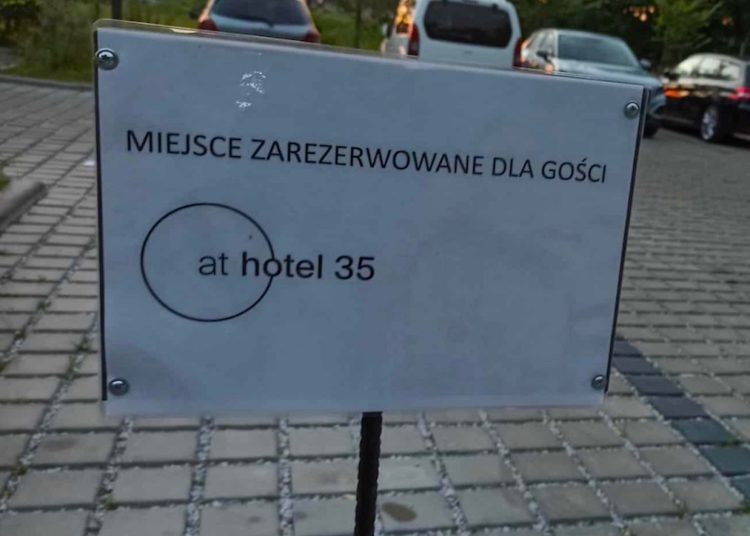 MIEJSCE ZAREZERWOWANE DLA GOŚCI
at hotel 35